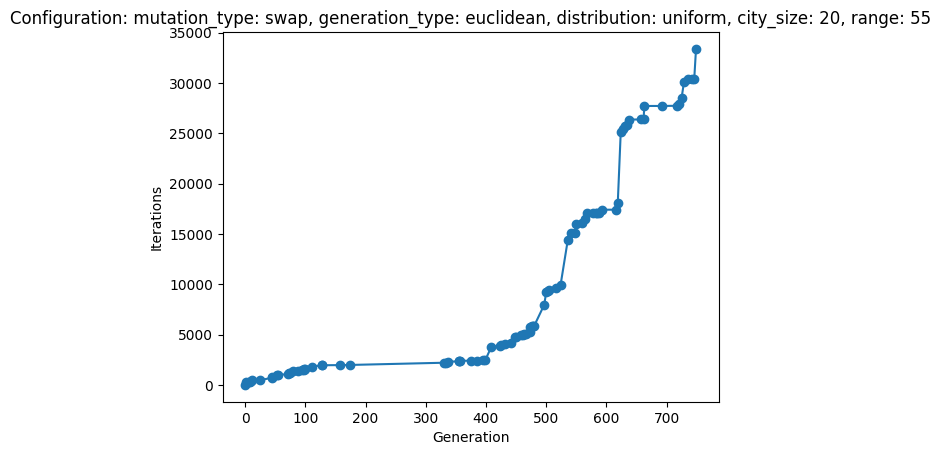 Configuration: mutation_type: swap, generation_type: euclidean, distribution: uniform, city_size: 20, range: 55
35000
30000
25000
20000
15000
10000
5000
0
Iterations
0 100 200 300 400 500 600 700
Generation